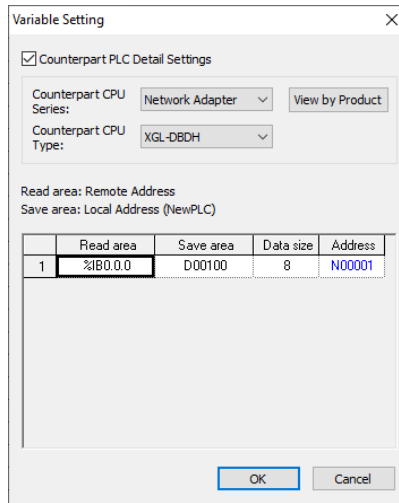 Variable Setting
Counterpart PLC Detail Settings
Counterpart CPU Series: Network Adapter View by Product
Counterpart CPU Type: XGL-DBDH
Read area: Remote Address
Save area: Local Address (NewPLC)
Read area Save area Data size Address
1 %IB0.0.0 D00100 8 N00001
OK Cancel